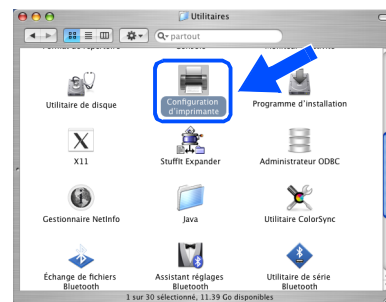 Utilitaires
partout
Utilitaire de disque
Configuration
d'imprimante
Programme d'installation
X11
StuffIt Expander
Administrateur ODBC
Gestionnaire NetInfo
Java
Utilitaire ColorSync
Échange de fichiers
Bluetooth
Assistant réglages
Bluetooth
Utilitaire de série
Bluetooth
1 sur 30 sélectionné, 11.39 Go disponibles